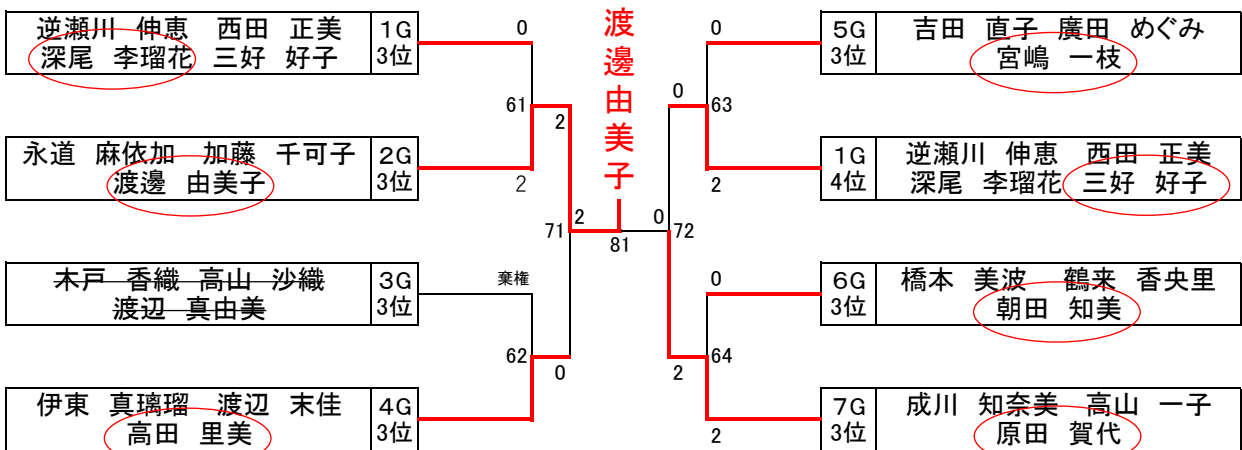 逆瀬川 伸恵 西田 正美
深尾 李瑠花 三好 好子
1G
3位
0
61
2
永道 麻依加 加藤 千可子
渡邊 由美子
2G
3位
2
71
2
木戸 香織 高山 沙織
渡辺 真由美
3G
3位
棄権
62
0
伊東 真璃瑠 渡辺 末佳
高田 里美
4G
3位
渡邊由美子
81
0
吉田 直子 廣田 めぐみ
宮嶋 一枝
5G
3位
0
63
0
逆瀬川 伸恵 西田 正美
深尾 李瑠花 三好 好子
1G
4位
2
72
橋本 美波 鶴来 香央里
朝田 知美
6G
3位
0
64
2
成川 知奈美 高山 一子
原田 賀代
7G
3位
2